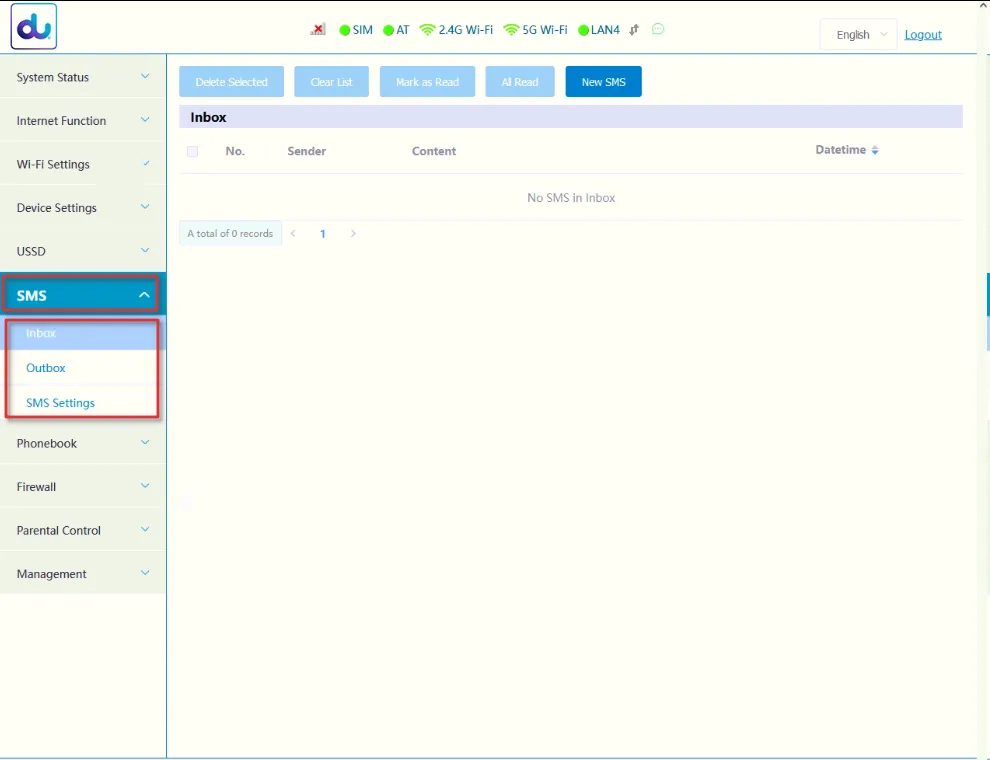 du
SIM AT 2.4G Wi-Fi 5G Wi-Fi LAN4
English Logout
System Status
Internet Function
Wi-Fi Settings
Device Settings
USSD
SMS
Inbox
Outbox
SMS Settings
Phonebook
Firewall
Parental Control
Management
Delete Selected Clear List Mark as Read All Read New SMS
Inbox
No. Sender Content Datetime
No SMS in Inbox
A total of 0 records < 1 >